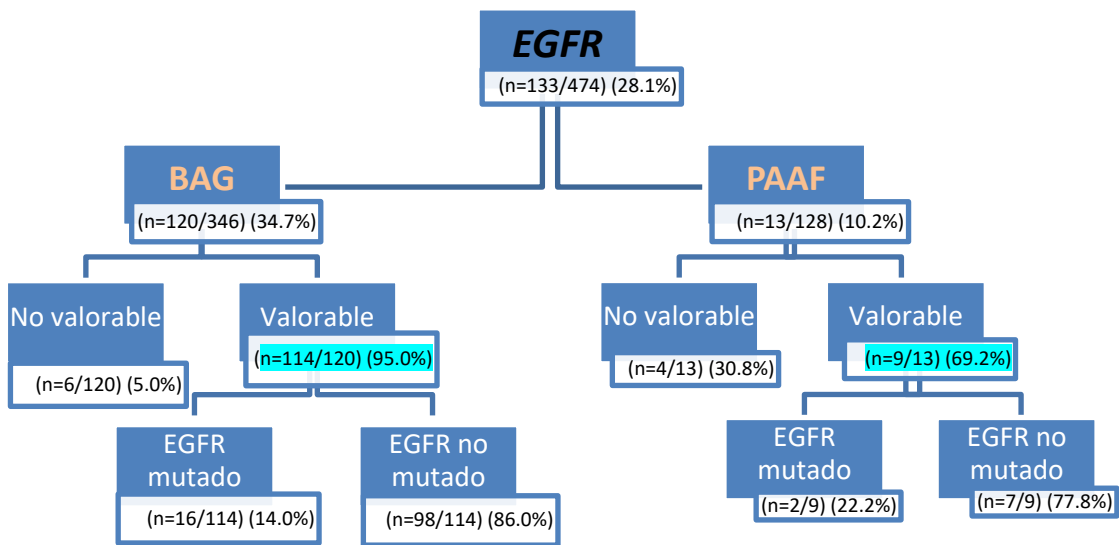 EGFR
(n=133/474) (28.1%)
BAG
(n=120/346) (34.7%)
PAAF
(n=13/128) (10.2%)
No valorable
(n=6/120) (5.0%)
Valorable
(n=114/120) (95.0%)
No valorable
(n=4/13) (30.8%)
Valorable
(n=9/13) (69.2%)
EGFR
mutado
(n=16/114) (14.0%)
EGFR no
mutado
(n=98/114) (86.0%)
EGFR
mutado
(n=2/9) (22.2%)
EGFR no
mutado
(n=7/9) (77.8%)